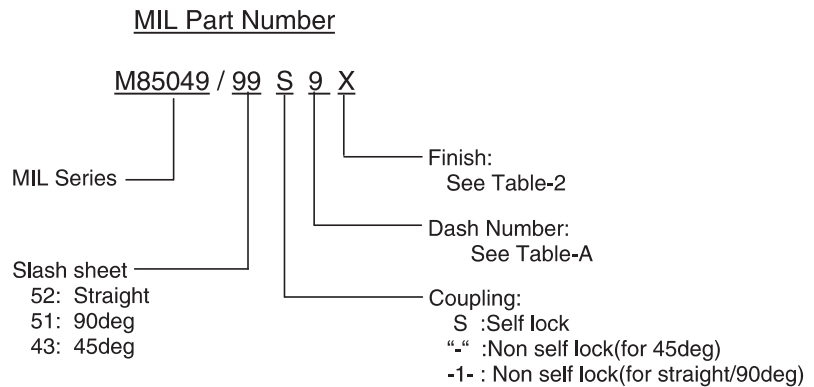 MIL Part Number
M85049 / 99 S 9 X
MIL Series
Finish:
See Table-2
Dash Number:
See Table-A
Slash sheet
52: Straight
51: 90deg
43: 45deg
Coupling:
S :Self lock
“-“ :Non self lock(for 45deg)
-1- : Non self lock(for straight/90deg)